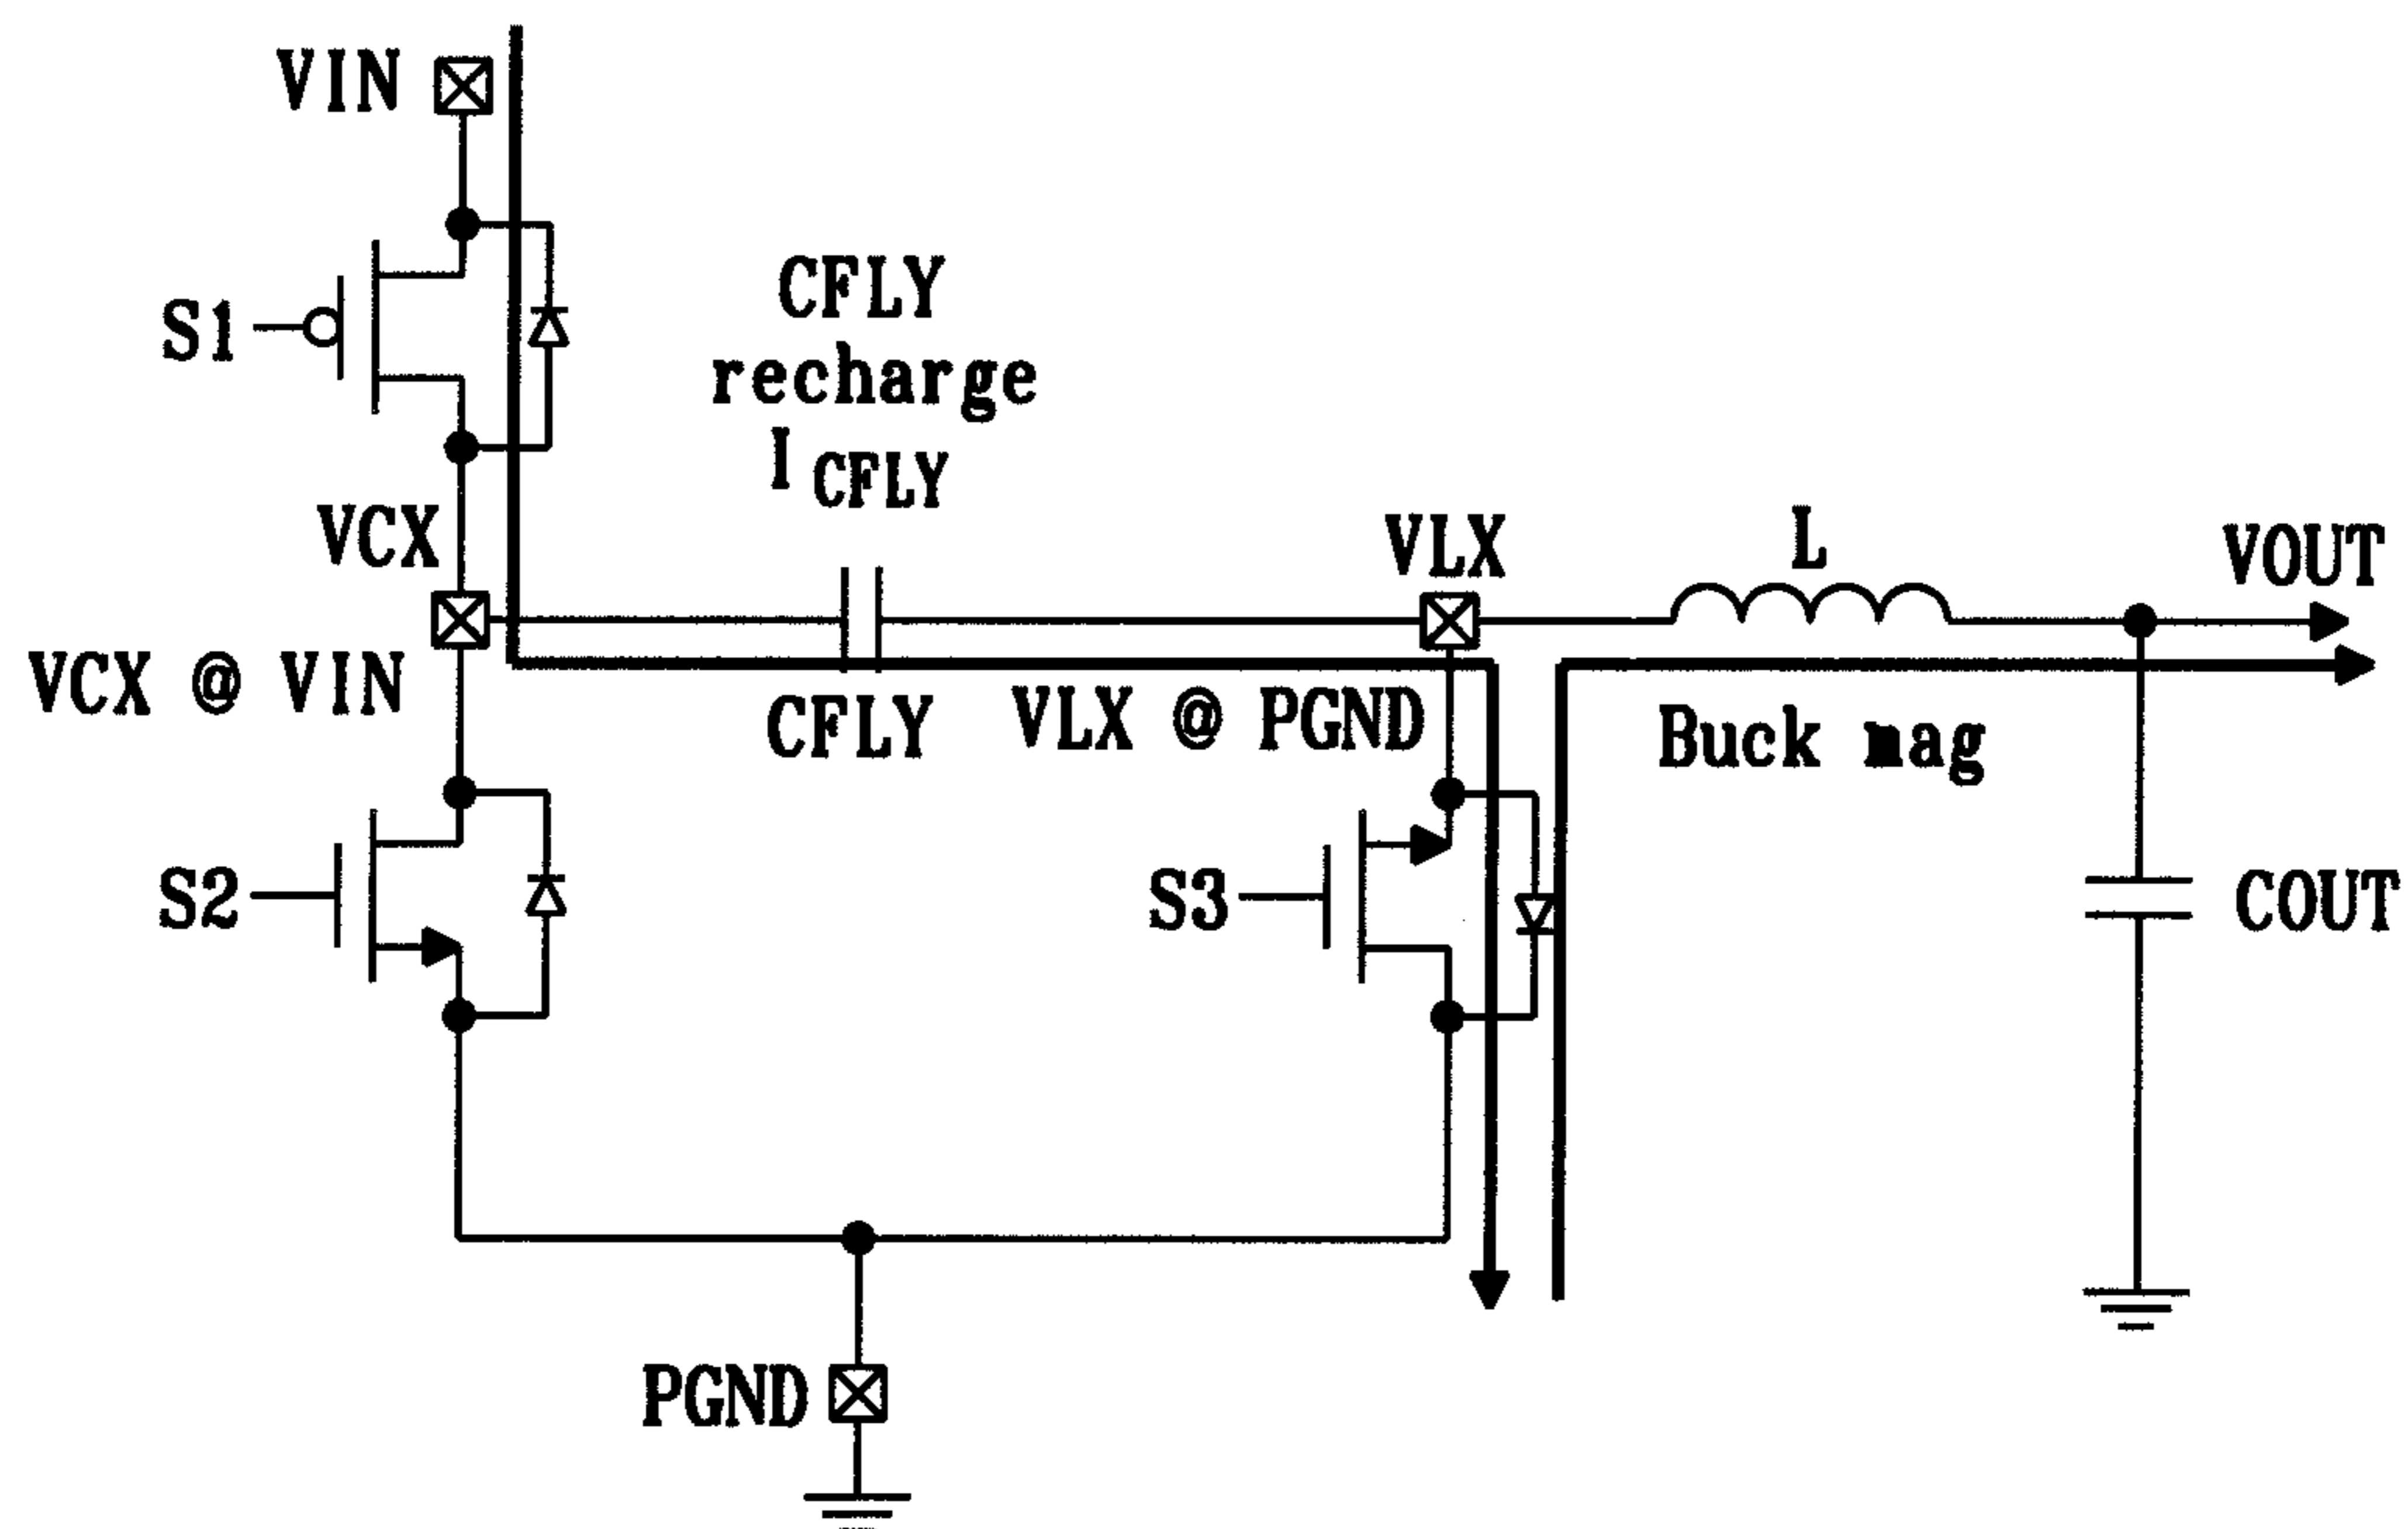 VIN
S1
CFLY
recharge
I CFLY
VCX
VLX
L
VOUT
VCX @ VIN
CFLY
VLX @ PGND
Buck mag
S2
S3
COUT
PGND